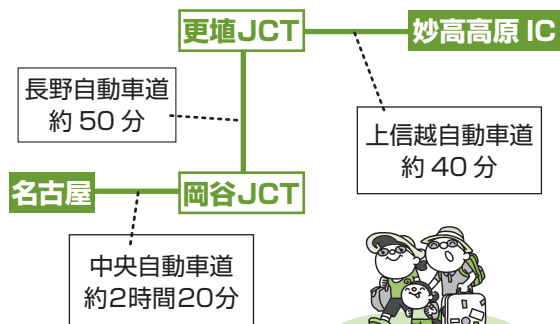 更埴JCT
妙高高原 IC
長野自動車道
約 50 分
上信越自動車道
約 40 分
名古屋
岡谷JCT
中央自動車道
約2時間20分